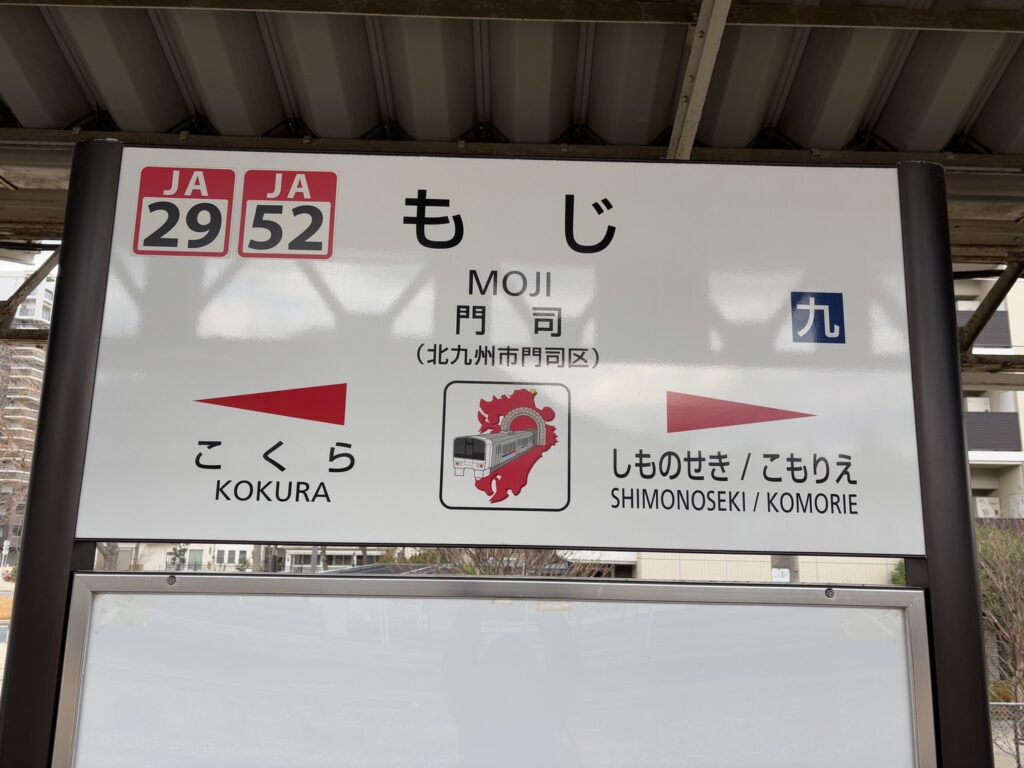 JA 29
JA 52
もじ
MOJI
門司
(北九州市門司区)
九
こくら
KOKURA
しものせき / こもりえ
SHIMONOSEKI / KOMORIE